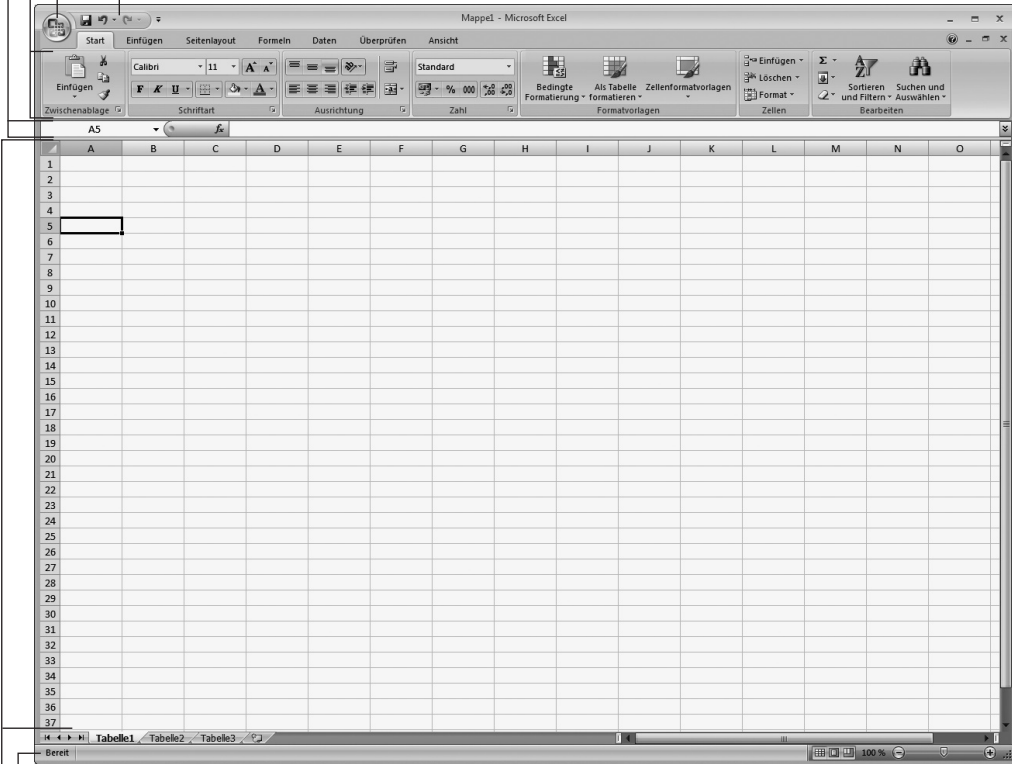 Mappe1 - Microsoft Excel
Start Einfügen Seitenlayout Formeln Daten Überprüfen Ansicht
Einfügen
Calibri 11
F K U
A A A
Standard
% 000
Bedingte Formatierung
Als Tabelle formatieren
Zellenformatvorlagen
Einfügen
Löschen
Format
Σ
Sortieren und Filtern
Suchen und Auswählen
Zwischenablage Schriftart Ausrichtung Zahl Formatvorlagen Zellen Bearbeiten
A5 fx
A B C D E F G H I J K L M N O
1
2
3
4
5
6
7
8
9
10
11
12
13
14
15
16
17
18
19
20
21
22
23
24
25
26
27
28
29
30
31
32
33
34
35
36
37
Tabelle1 Tabelle2 Tabelle3
Bereit 100 %